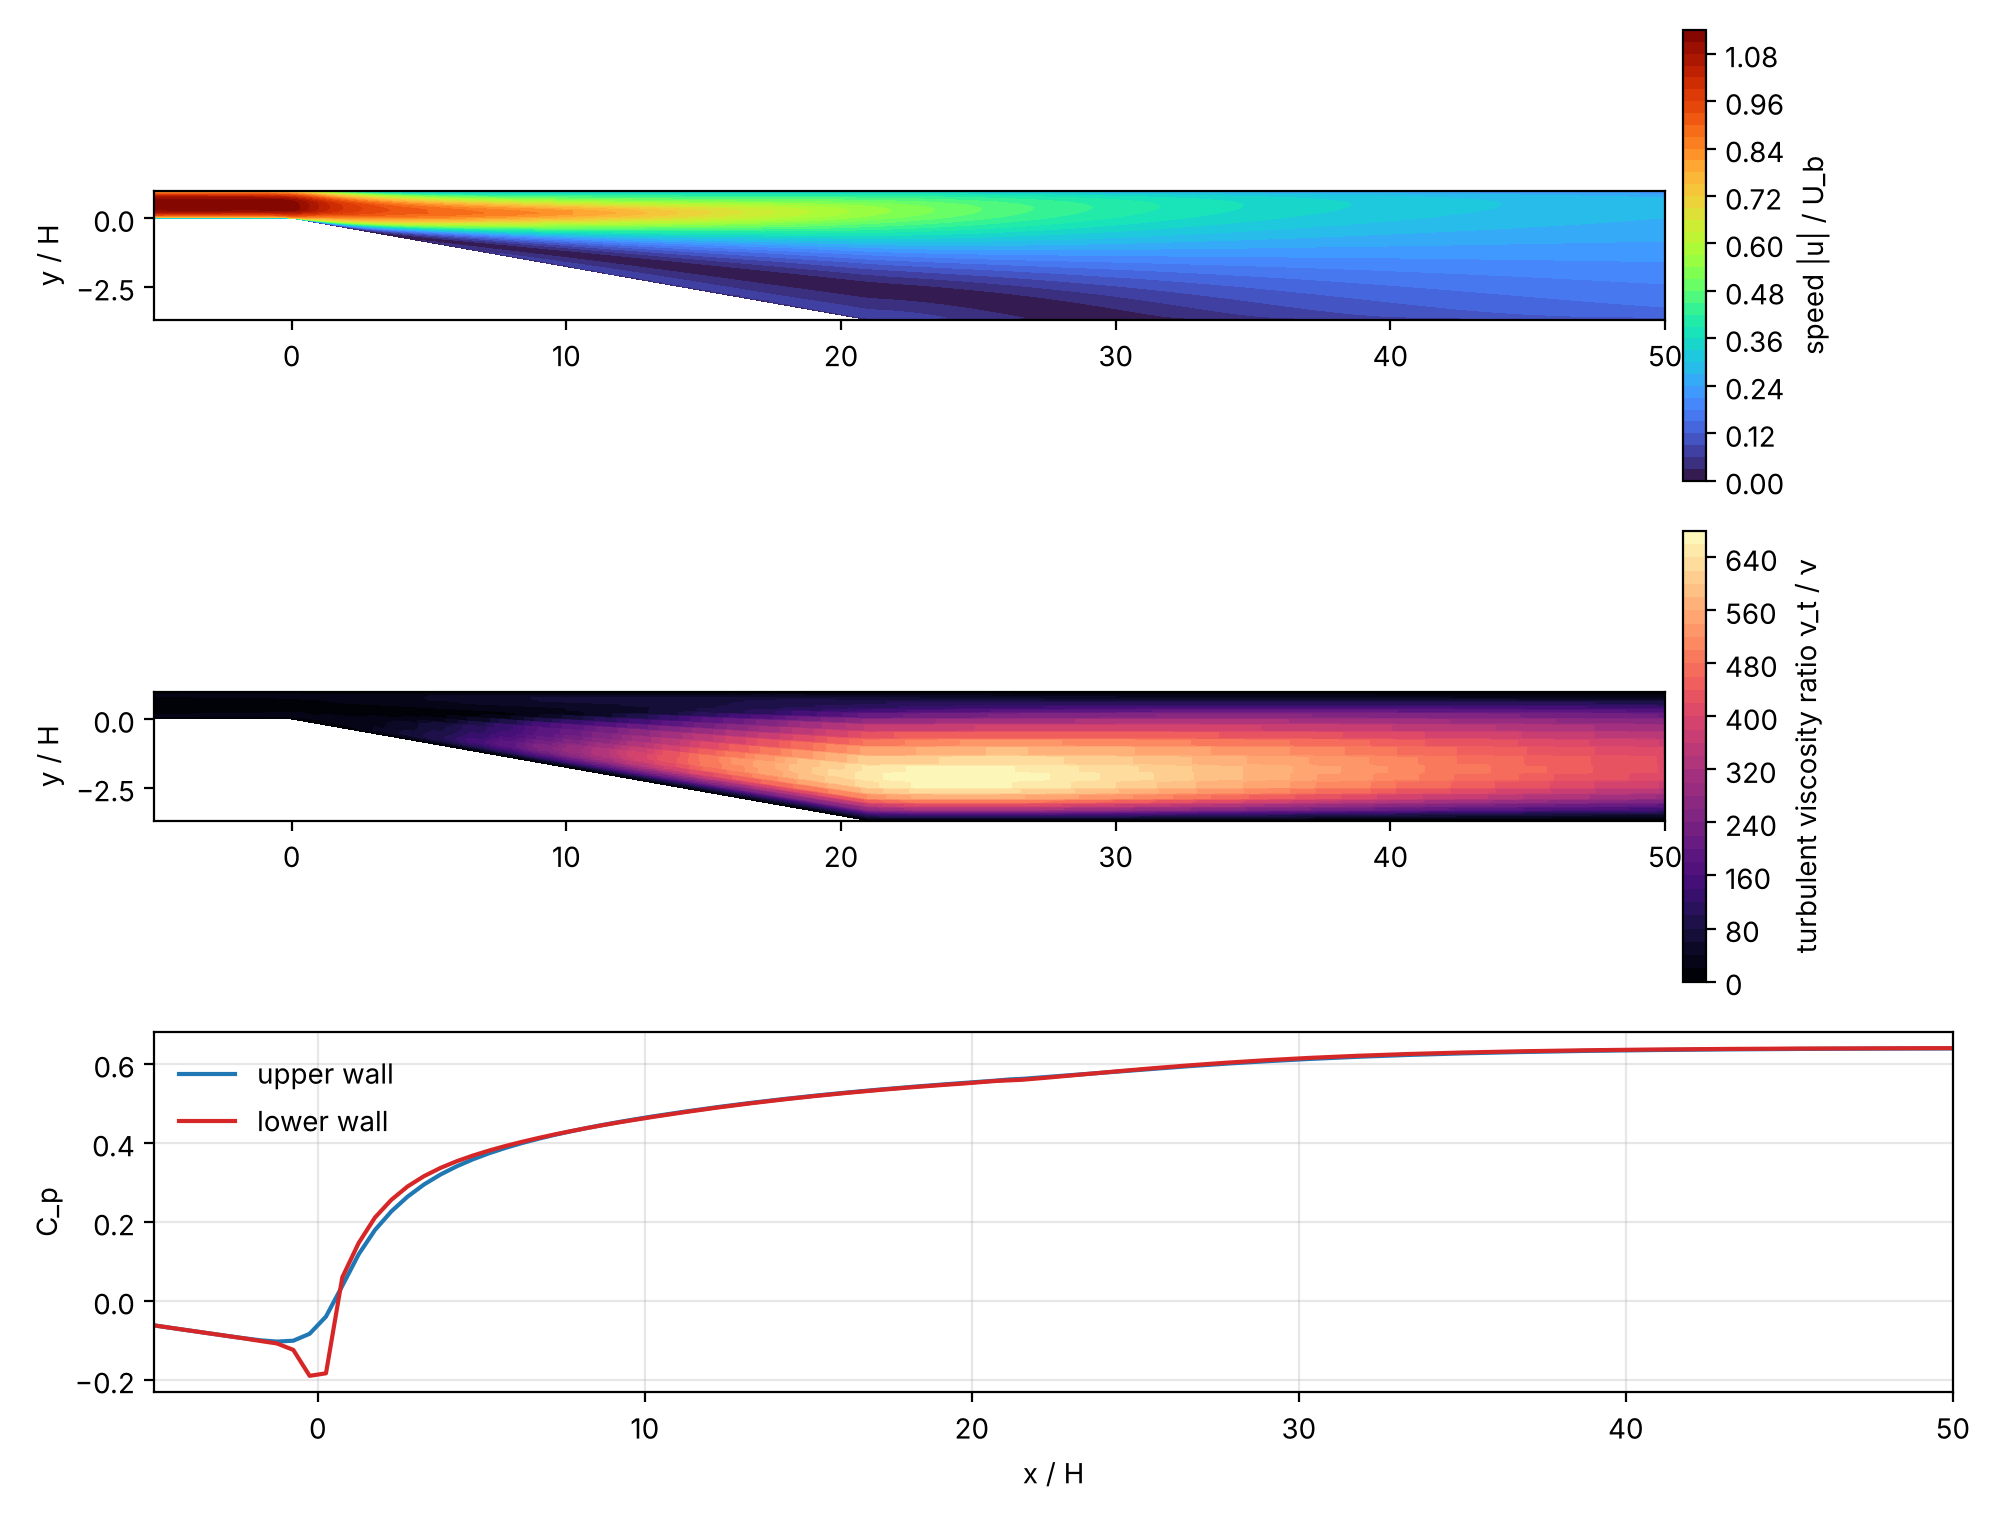 1.08
0.96
0.84
0.72
0.60
0.48
0.36
0.24
0.12
0.00
speed |u| / U_b
y / H
0.0
−2.5
0 10 20 30 40 50
640
560
480
400
320
240
160
80
0
turbulent viscosity ratio ν_t / ν
y / H
0.0
−2.5
0 10 20 30 40 50
upper wall
lower wall
C_p
0.6
0.4
0.2
0.0
−0.2
0 10 20 30 40 50
x / H